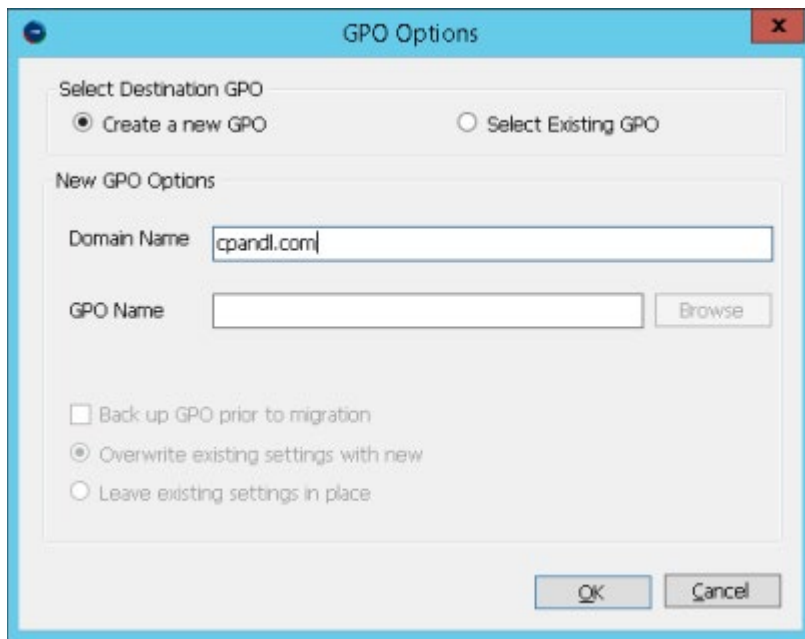 GPO Options
x
Select Destination GPO
Create a new GPO
Select Existing GPO
New GPO Options
Domain Name
cpandl.com
GPO Name
Browse
Back up GPO prior to migration
Overwrite existing settings with new
Leave existing settings in place
OK
Cancel